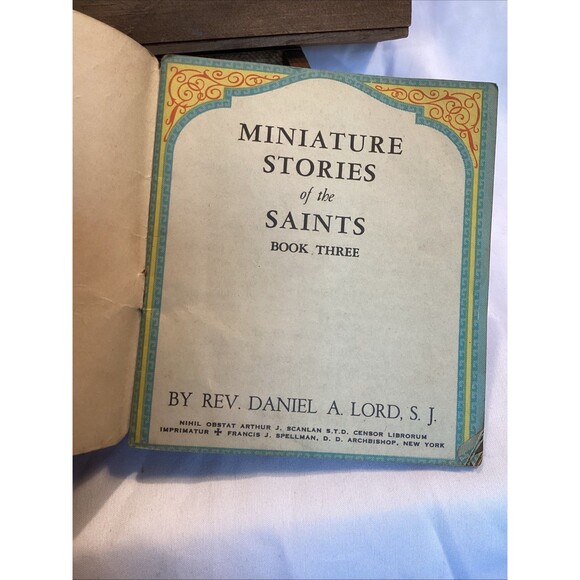 MINIATURE
STORIES
of the
SAINTS
BOOK THREE
BY REV. DANIEL A. LORD, S. J.
NIHIL OBSTAT ARTHUR J. SCANLAN S.T.D. CENSOR LIBRORUM
IMPRIMATUR ✠ FRANCIS J. SPELLMAN, D. D. ARCHBISHOP, NEW YORK